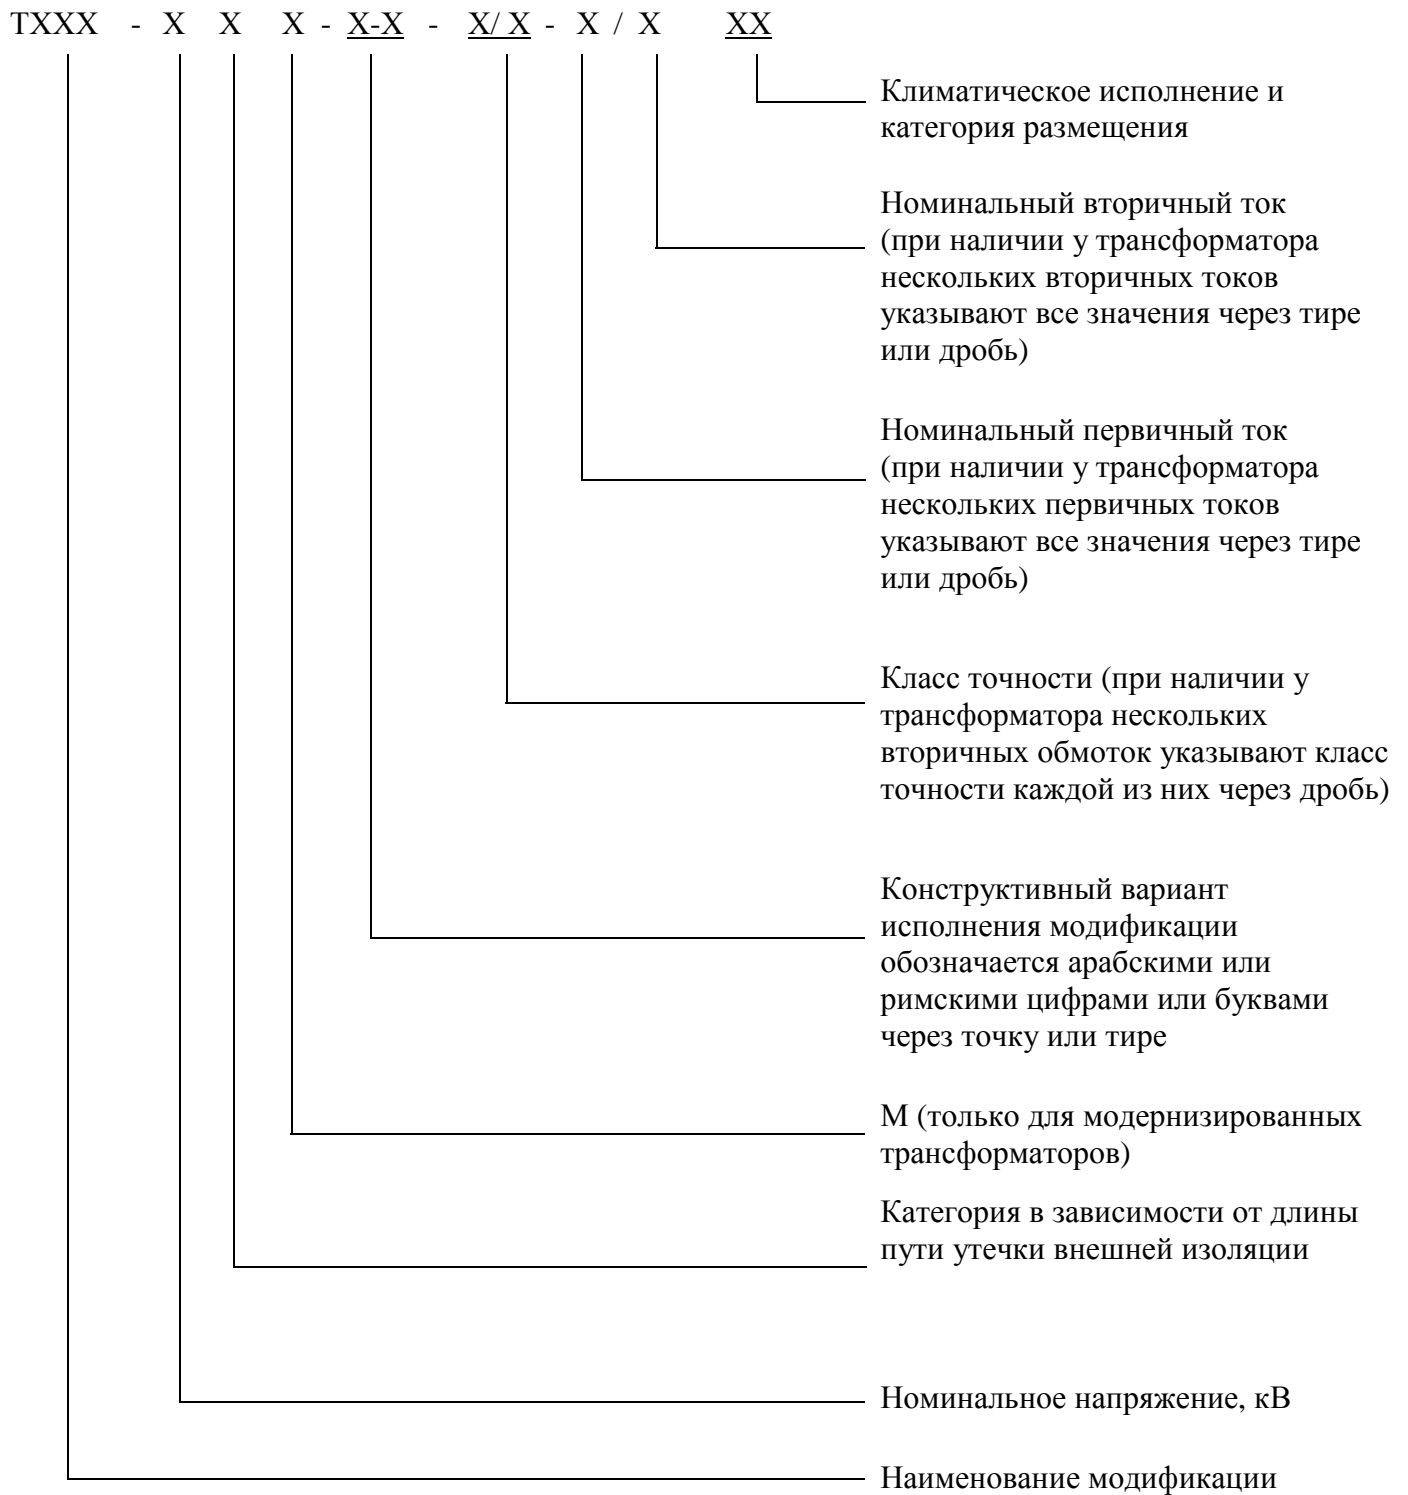 ТХХХ - Х Х Х - Х-Х - Х/ Х - Х / Х ХХ
Климатическое исполнение и
категория размещения
Номинальный вторичный ток
(при наличии у трансформатора
нескольких вторичных токов
указывают все значения через тире
или дробь)
Номинальный первичный ток
(при наличии у трансформатора
нескольких первичных токов
указывают все значения через тире
или дробь)
Класс точности (при наличии у
трансформатора нескольких
вторичных обмоток указывают класс
точности каждой из них через дробь)
Конструктивный вариант
исполнения модификации
обозначается арабскими или
римскими цифрами или буквами
через точку или тире
М (только для модернизированных
трансформаторов)
Категория в зависимости от длины
пути утечки внешней изоляции
Номинальное напряжение, кВ
Наименование модификации